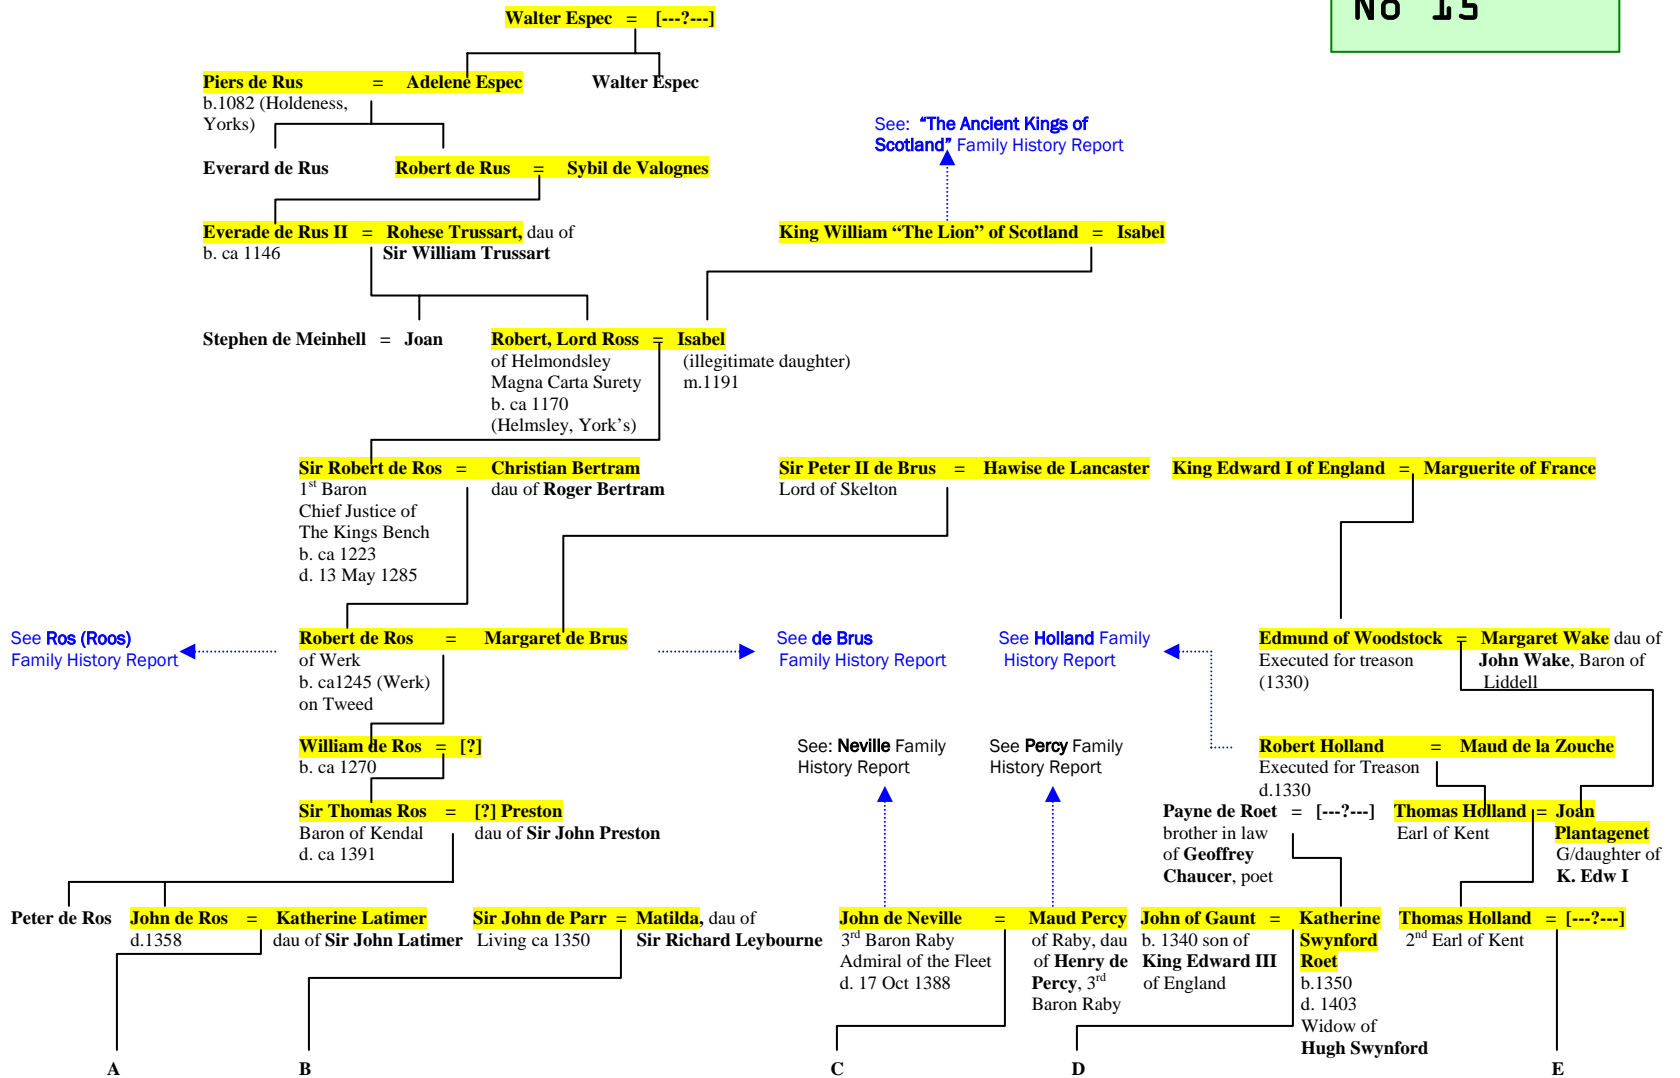 No 15
Walter Espec = [---?---]
Piers de Rus = Adelene Espec
b.1082 (Holdeness,
Yorks)
Walter Espec
See: “The Ancient Kings of
Scotland” Family History Report
Everard de Rus
Robert de Rus = Sybil de Valognes
Everade de Rus II = Rohese Trussart, dau of
b. ca 1146
Sir William Trussart
King William “The Lion” of Scotland = Isabel
Stephen de Meinhell = Joan
Robert, Lord Ross = Isabel
of Helmondsley
Magna Carta Surety
b. ca 1170
(Helmsley, York’s)
(illegitimate daughter)
m.1191
Sir Robert de Ros = Christian Bertram
1st Baron
Chief Justice of
The Kings Bench
b. ca 1223
d. 13 May 1285
dau of Roger Bertram
Sir Peter II de Brus = Hawise de Lancaster
Lord of Skelton
King Edward I of England = Marguerite of France
See Ros (Roos)
Family History Report
Robert de Ros = Margaret de Brus
of Werk
b. ca1245 (Werk)
on Tweed
See de Brus
Family History Report
See Holland Family
History Report
Edmund of Woodstock = Margaret Wake dau of
Executed for treason
(1330)
John Wake, Baron of
Liddell
William de Ros = [?]
b. ca 1270
See: Neville Family
History Report
See Percy Family
History Report
Robert Holland = Maud de la Zouche
Executed for Treason
d.1330
Sir Thomas Ros = [?] Preston
Baron of Kendal
d. ca 1391
dau of Sir John Preston
Payne de Roet = [---?---]
brother in law
of Geoffrey
Chaucer, poet
Thomas Holland = Joan
Earl of Kent
Plantagenet
G/daughter of
K. Edw I
Peter de Ros
John de Ros = Katherine Latimer
d.1358
dau of Sir John Latimer
Sir John de Parr = Matilda, dau of
Living ca 1350
Sir Richard Leybourne
John de Neville = Maud Percy
3rd Baron Raby
Admiral of the Fleet
d. 17 Oct 1388
of Raby, dau
of Henry de
Percy, 3rd
Baron Raby
John of Gaunt = Katherine
b. 1340 son of
King Edward III
of England
Swynford
Roet
b.1350
d. 1403
Widow of
Hugh Swynford
Thomas Holland = [---?---]
2nd Earl of Kent
A
B
C
D
E